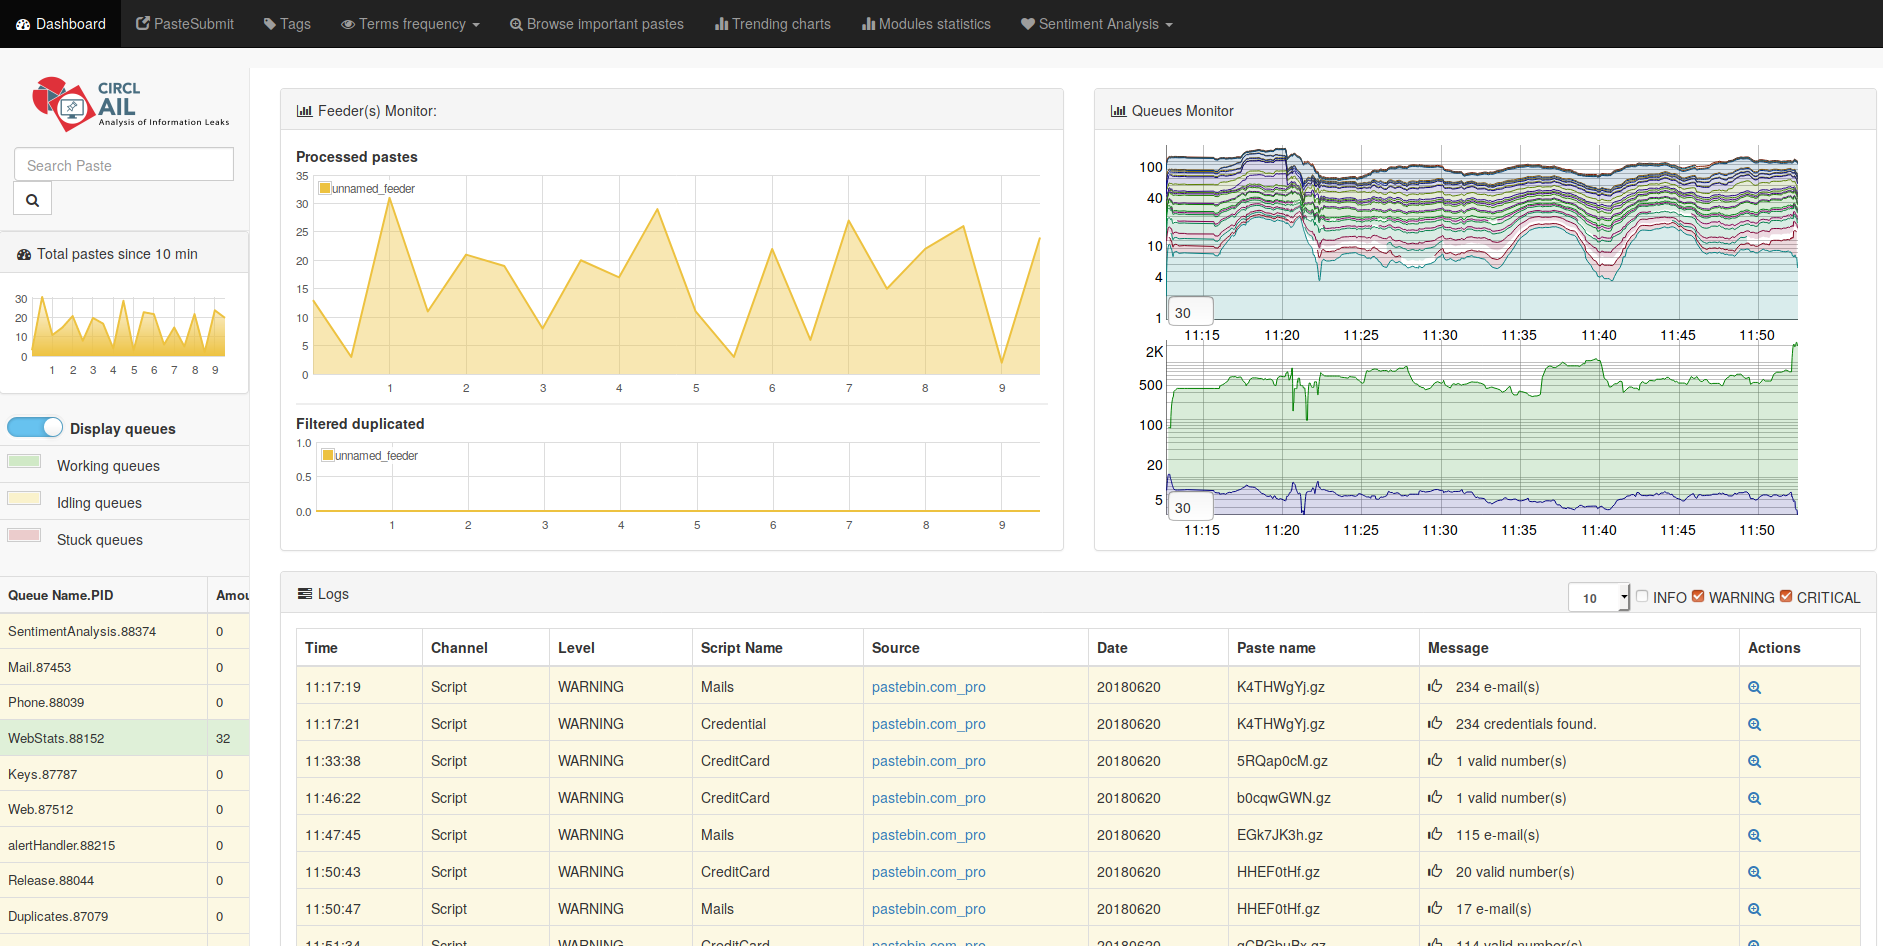 Dashboard PasteSubmit Tags Terms frequency Browse important pastes Trending charts Modules statistics Sentiment Analysis
CIRCL
AIL
Analysis of Information Leaks
Search Paste
Total pastes since 10 min
30
20
10
0
1 2 3 4 5 6 7 8 9
Display queues
Working queues
Idling queues
Stuck queues
Queue Name.PID Amou
SentimentAnalysis.88374 0
Mail.87453 0
Phone.88039 0
WebStats.88152 32
Keys.87787 0
Web.87512 0
alertHandler.88215 0
Release.88044 0
Duplicates.87079 0
Feeder(s) Monitor:
Processed pastes
unnamed_feeder
35
30
25
20
15
10
5
0
1 2 3 4 5 6 7 8 9
Filtered duplicated
unnamed_feeder
1.0
0.5
0.0
1 2 3 4 5 6 7 8 9
Queues Monitor
100
40
10
4
1
30
11:15 11:20 11:25 11:30 11:35 11:40 11:45 11:50
2K
500
100
20
5
30
11:15 11:20 11:25 11:30 11:35 11:40 11:45 11:50
Logs 10 INFO WARNING CRITICAL
Time Channel Level Script Name Source Date Paste name Message Actions
11:17:19 Script WARNING Mails pastebin.com_pro 20180620 K4THWgYj.gz 234 e-mail(s)
11:17:21 Script WARNING Credential pastebin.com_pro 20180620 K4THWgYj.gz 234 credentials found.
11:33:38 Script WARNING CreditCard pastebin.com_pro 20180620 5RQap0cM.gz 1 valid number(s)
11:46:22 Script WARNING CreditCard pastebin.com_pro 20180620 b0cqwGWN.gz 1 valid number(s)
11:47:45 Script WARNING Mails pastebin.com_pro 20180620 EGk7JK3h.gz 115 e-mail(s)
11:50:43 Script WARNING CreditCard pastebin.com_pro 20180620 HHEF0tHf.gz 20 valid number(s)
11:50:47 Script WARNING Mails pastebin.com_pro 20180620 HHEF0tHf.gz 17 e-mail(s)
11:51:34 Script WARNING CreditCard pastebin.com_pro 20180620 114 valid number(s)